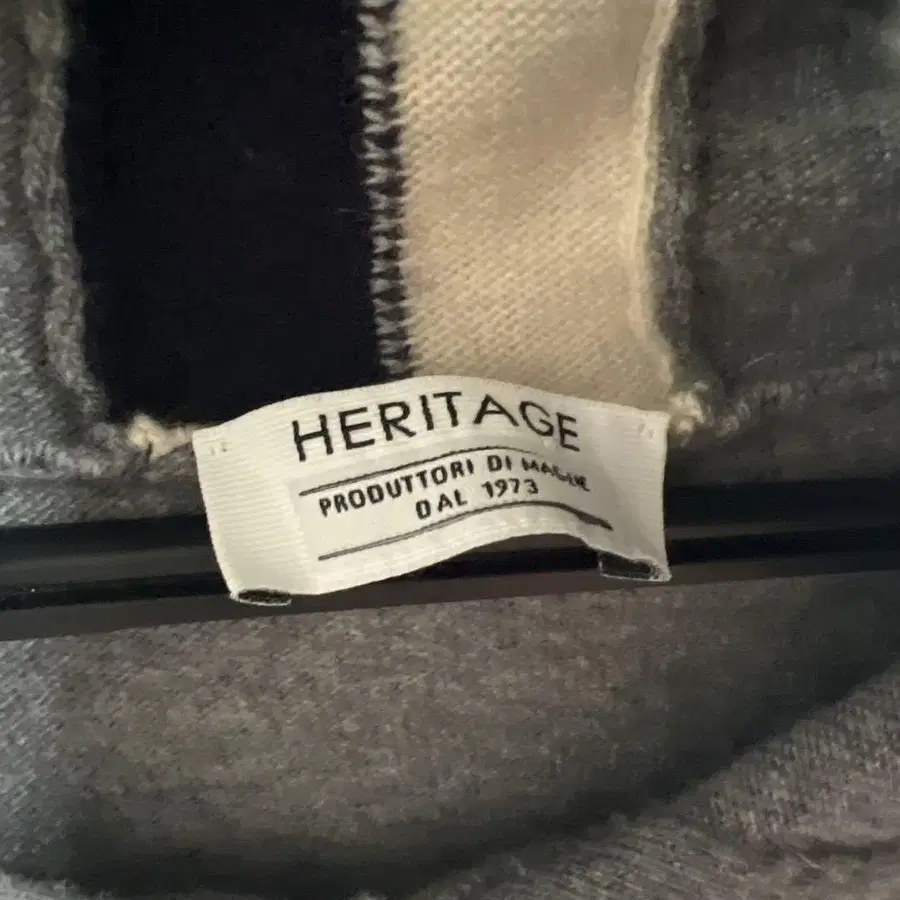 HERITAGE
PRODUTTORI DI MAGLIE
DAL 1973